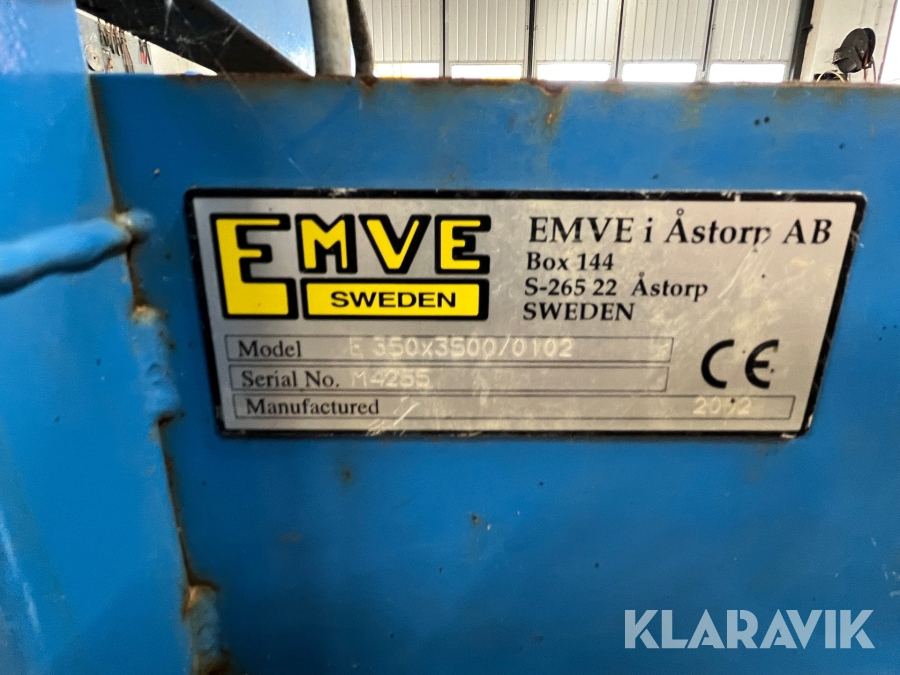 EMVE
SWEDEN
EMVE i Åstorp AB
Box 144
S-265 22 Åstorp
SWEDEN
Model E 350x3500/0102
Serial No. M4255
Manufactured 2002
CE
KLARAVIK